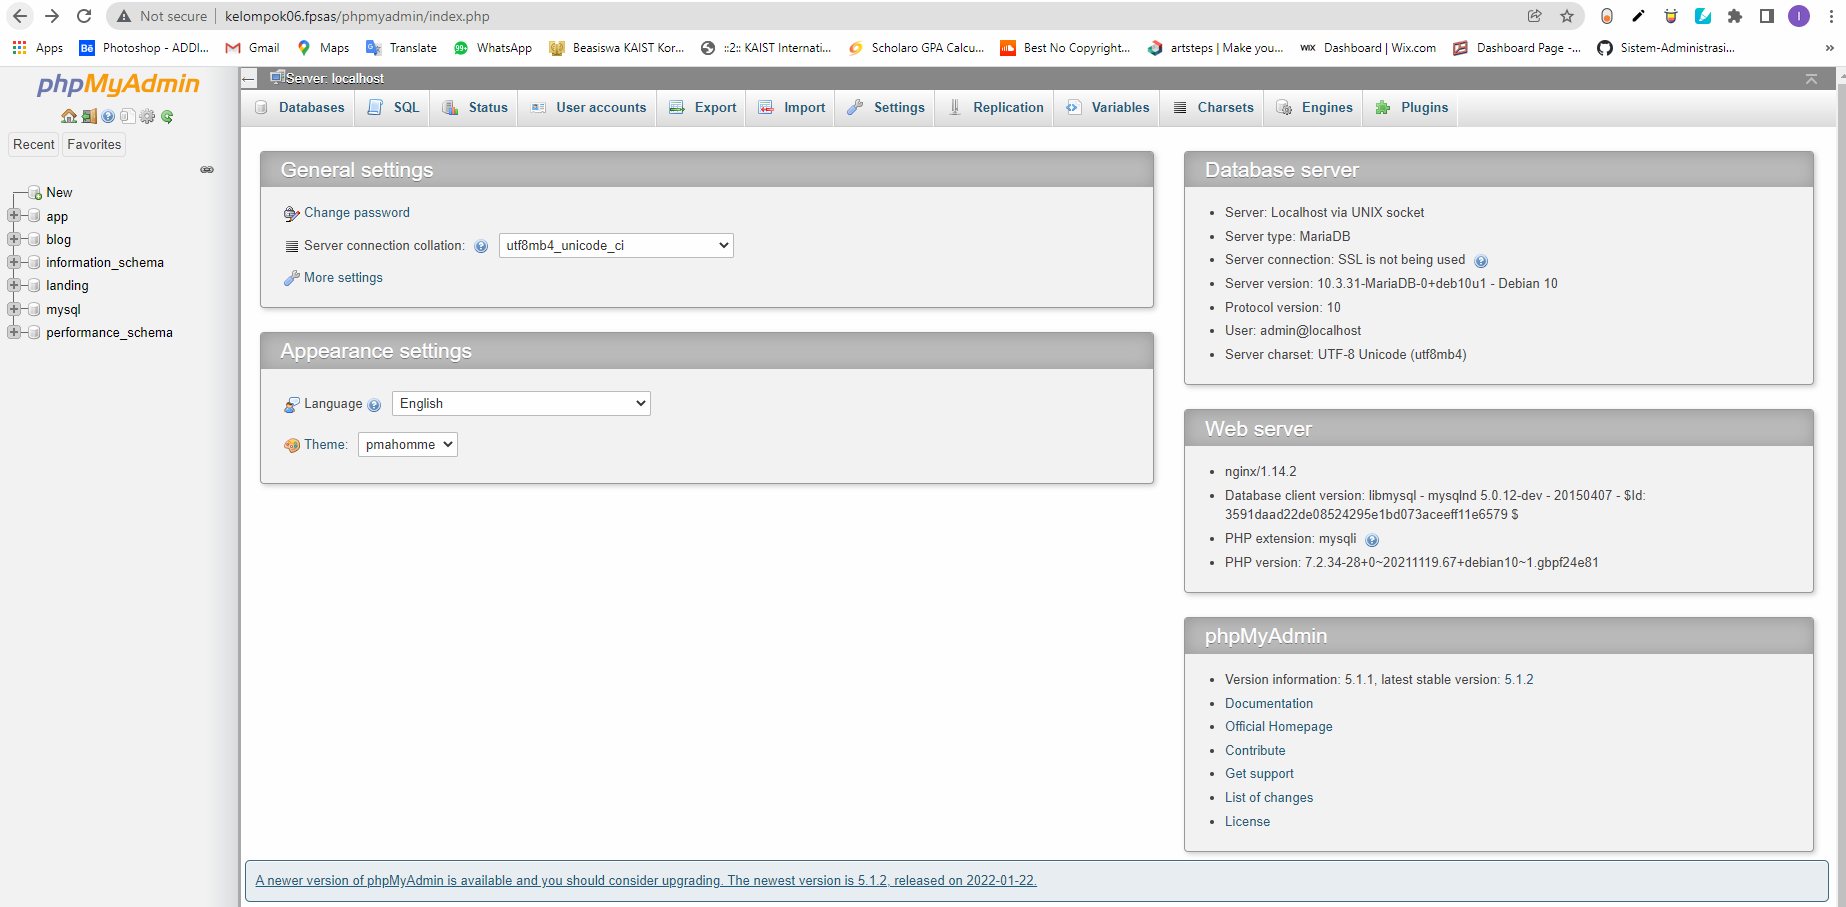 Not secure | kelompok06.fpsas/phpmyadmin/index.php
Apps Photoshop - ADDI... Gmail Maps Translate WhatsApp Beasiswa KAIST Kor... ::2:: KAIST Internati... Scholaro GPA Calcu... Best No Copyright... artsteps | Make you... Dashboard | Wix.com Dashboard Page -... Sistem-Administrasi... »
phpMyAdmin
Recent Favorites
New
app
blog
information_schema
landing
mysql
performance_schema
Server: localhost
Databases SQL Status User accounts Export Import Settings Replication Variables Charsets Engines Plugins
General settings
Change password
Server connection collation: utf8mb4_unicode_ci
More settings
Appearance settings
Language English
Theme: pmahomme
Database server
• Server: Localhost via UNIX socket
• Server type: MariaDB
• Server connection: SSL is not being used
• Server version: 10.3.31-MariaDB-0+deb10u1 - Debian 10
• Protocol version: 10
• User: admin@localhost
• Server charset: UTF-8 Unicode (utf8mb4)
Web server
• nginx/1.14.2
• Database client version: libmysql - mysqlnd 5.0.12-dev - 20150407 - $Id:
3591daad22de08524295e1bd073aceeff11e6579 $
• PHP extension: mysqli
• PHP version: 7.2.34-28+0~20211119.67+debian10~1.gbpf24e81
phpMyAdmin
• Version information: 5.1.1, latest stable version: 5.1.2
• Documentation
• Official Homepage
• Contribute
• Get support
• List of changes
• License
A newer version of phpMyAdmin is available and you should consider upgrading. The newest version is 5.1.2, released on 2022-01-22.